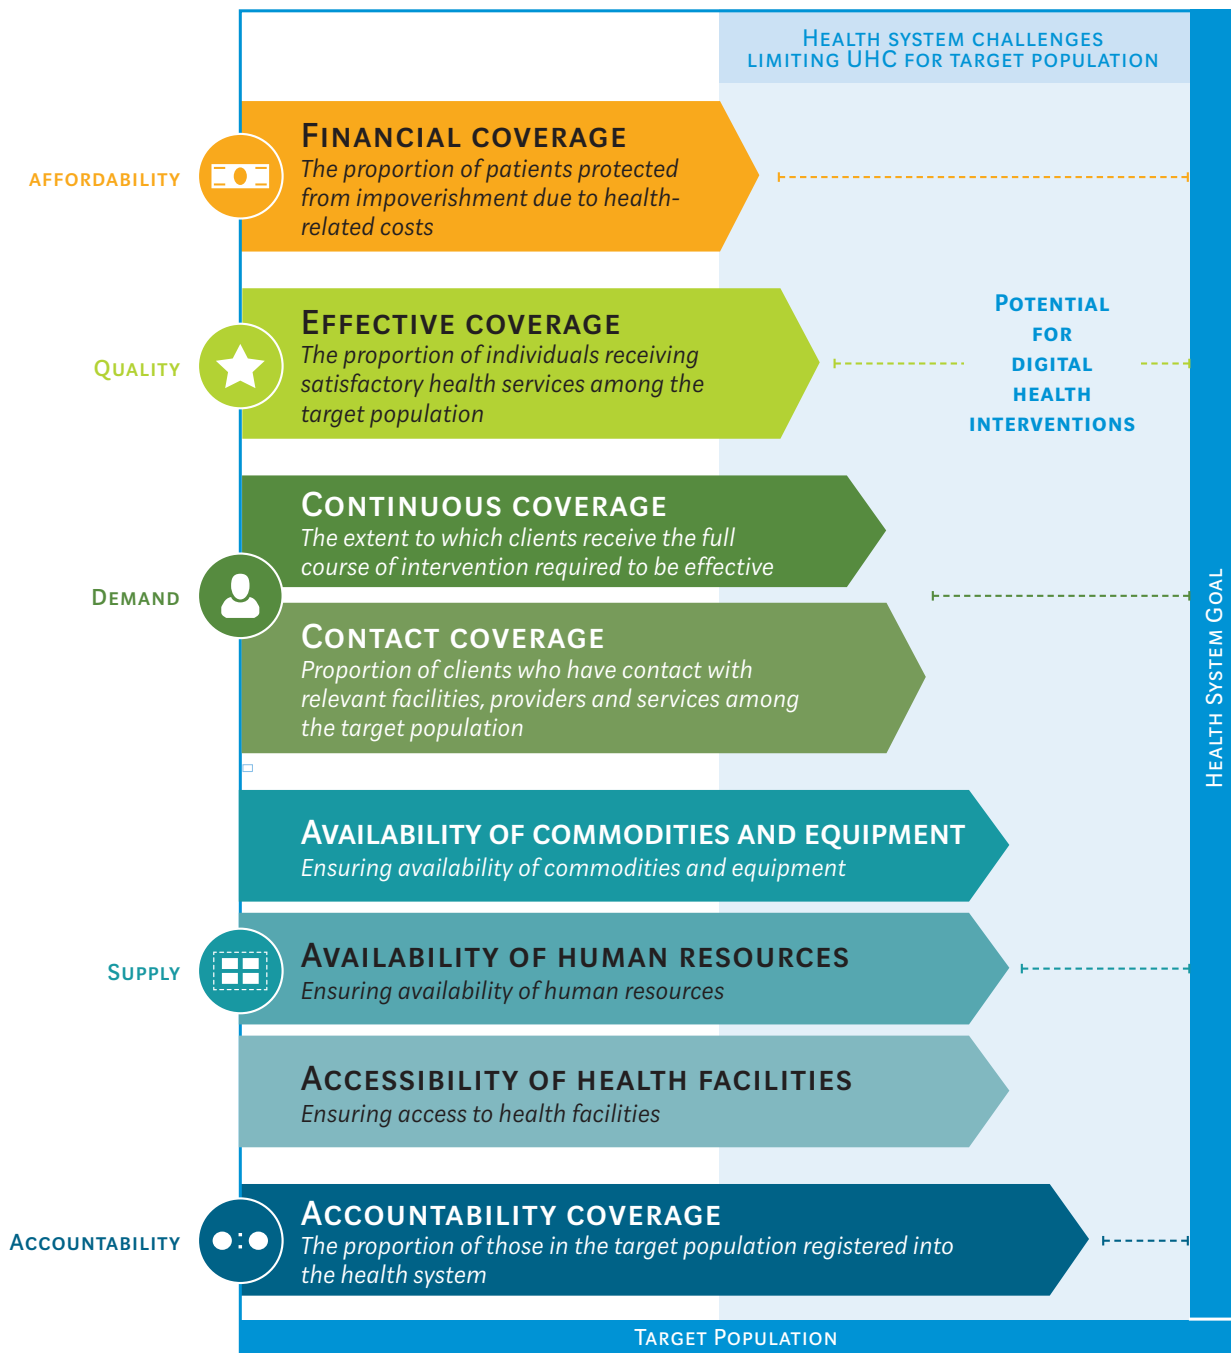 HEALTH SYSTEM CHALLENGES
LIMITING UHC FOR TARGET POPULATION
AFFORDABILITY
FINANCIAL COVERAGE
The proportion of patients protected
from impoverishment due to health-
related costs
QUALITY
EFFECTIVE COVERAGE
The proportion of individuals receiving
satisfactory health services among the
target population
POTENTIAL
FOR
DIGITAL
HEALTH
INTERVENTIONS
DEMAND
CONTINUOUS COVERAGE
The extent to which clients receive the full
course of intervention required to be effective
CONTACT COVERAGE
Proportion of clients who have contact with
relevant facilities, providers and services among
the target population
SUPPLY
AVAILABILITY OF COMMODITIES AND EQUIPMENT
Ensuring availability of commodities and equipment
AVAILABILITY OF HUMAN RESOURCES
Ensuring availability of human resources
ACCESSIBILITY OF HEALTH FACILITIES
Ensuring access to health facilities
ACCOUNTABILITY
ACCOUNTABILITY COVERAGE
The proportion of those in the target population registered into
the health system
HEALTH SYSTEM GOAL
TARGET POPULATION